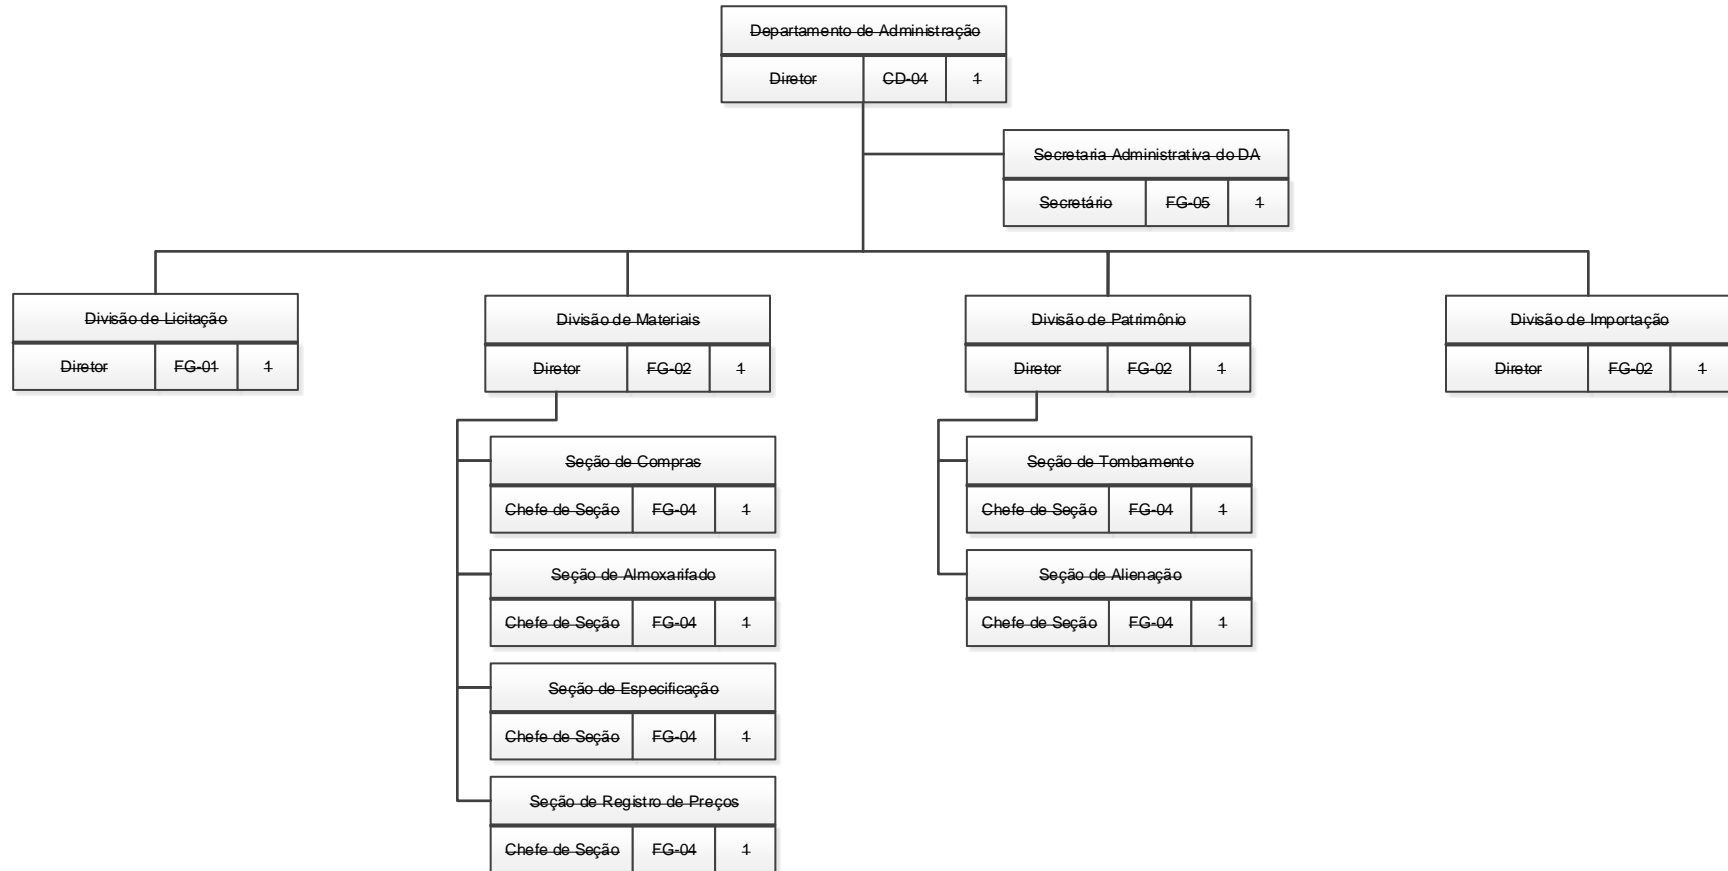 Departamento de Administração
Diretor CD-04 1
Secretaria Administrativa do DA
Secretário FG-05 1
Divisão de Licitação
Diretor FG-01 1
Divisão de Materiais
Diretor FG-02 1
Seção de Compras
Chefe de Seção FG-04 1
Seção de Almoxarifado
Chefe de Seção FG-04 1
Seção de Especificação
Chefe de Seção FG-04 1
Seção de Registro de Preços
Chefe de Seção FG-04 1
Divisão de Patrimônio
Diretor FG-02 1
Seção de Tombamento
Chefe de Seção FG-04 1
Seção de Alienação
Chefe de Seção FG-04 1
Divisão de Importação
Diretor FG-02 1